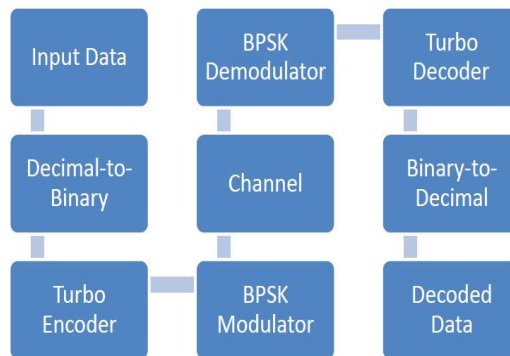 Input Data
Decimal-to-
Binary
Turbo
Encoder
BPSK
Modulator
Channel
BPSK
Demodulator
Turbo
Decoder
Binary-to-
Decimal
Decoded
Data